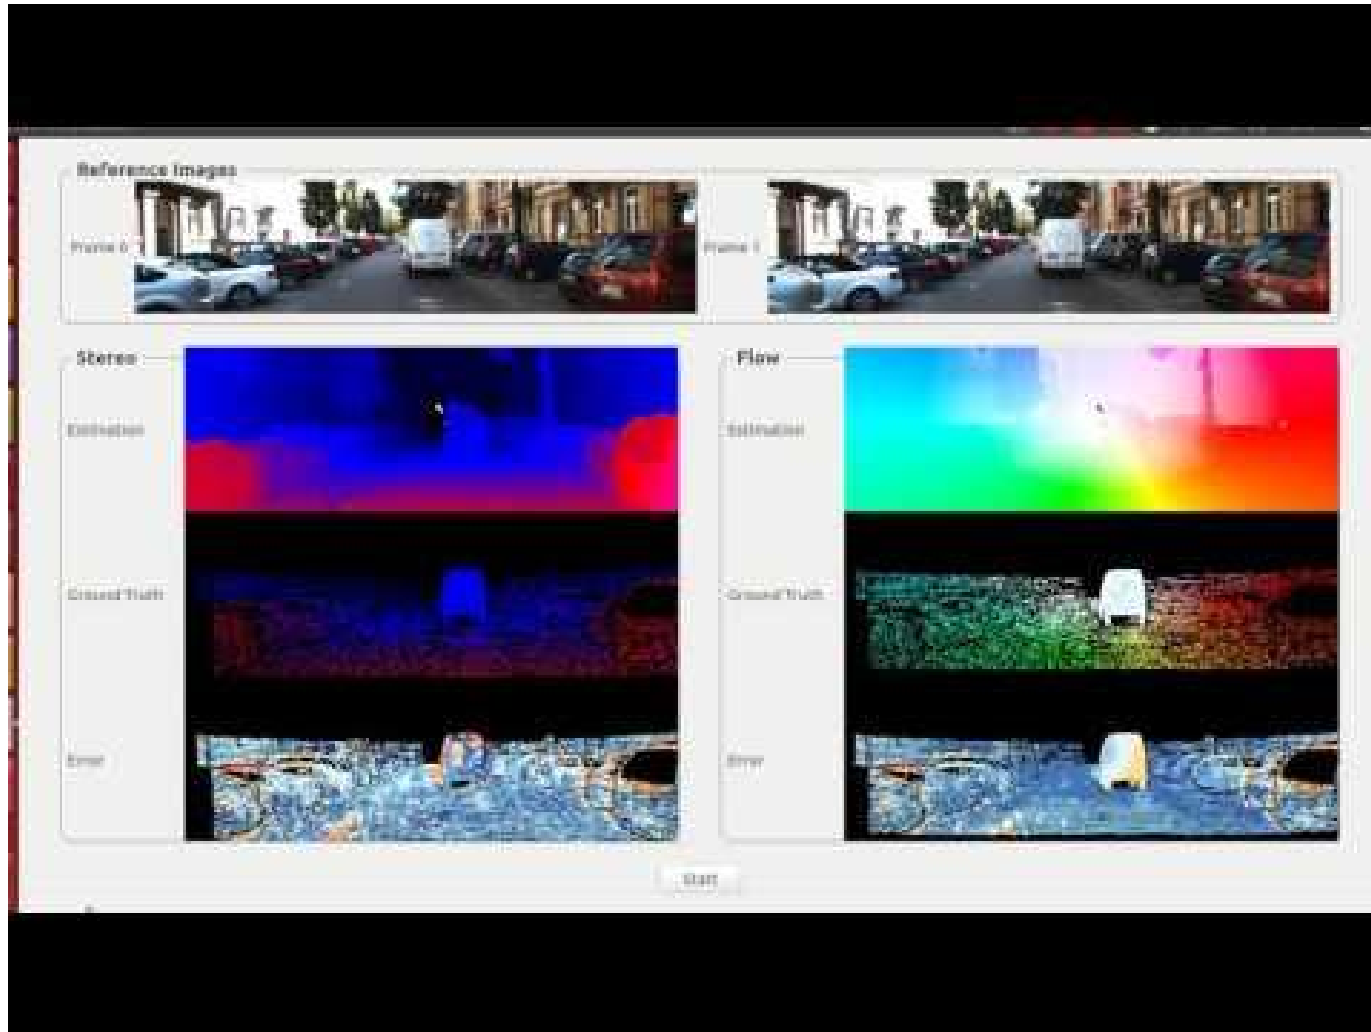 Reference Images
Frame 0
Frame 1
Stereo
Flow
Estimation
Estimation
Ground Truth
Ground Truth
Error
Error
Start